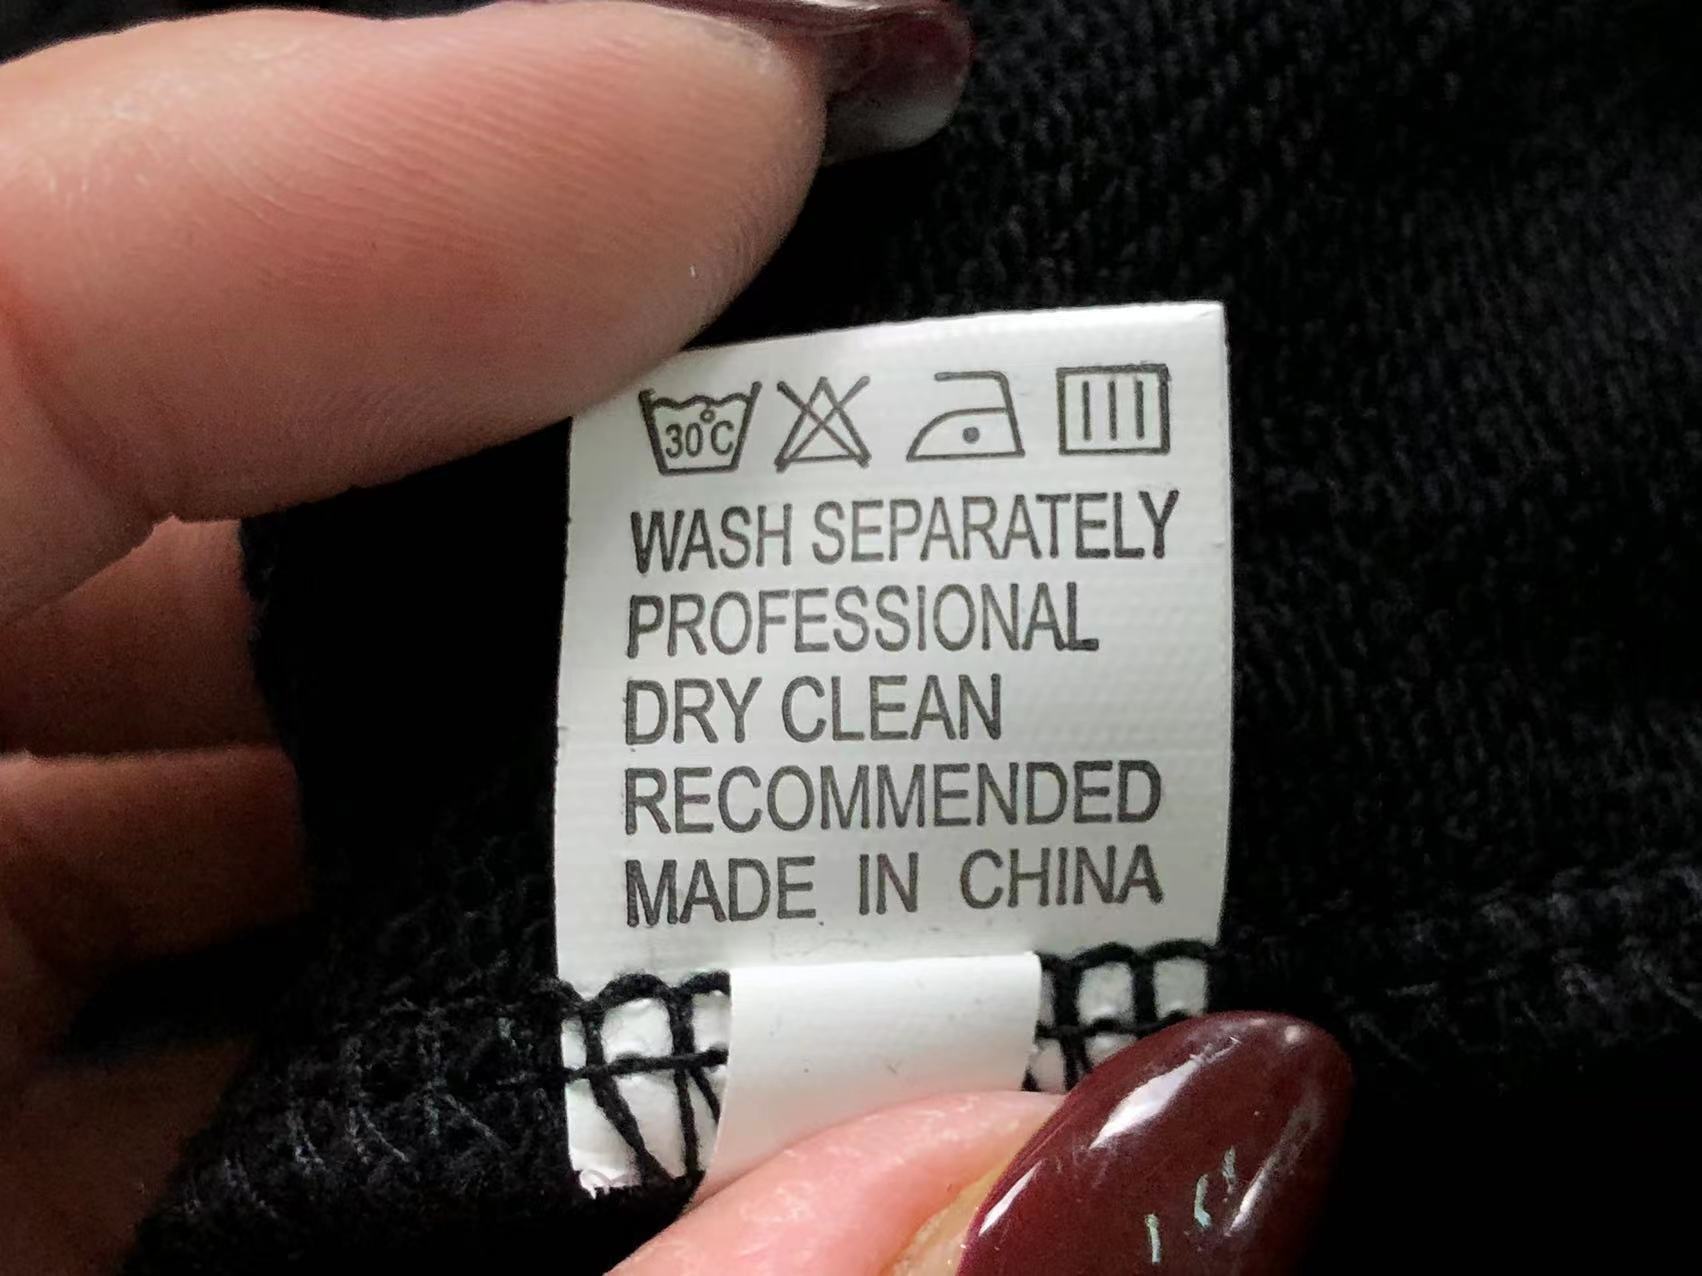 30°C
WASH SEPARATELY
PROFESSIONAL
DRY CLEAN
RECOMMENDED
MADE IN CHINA